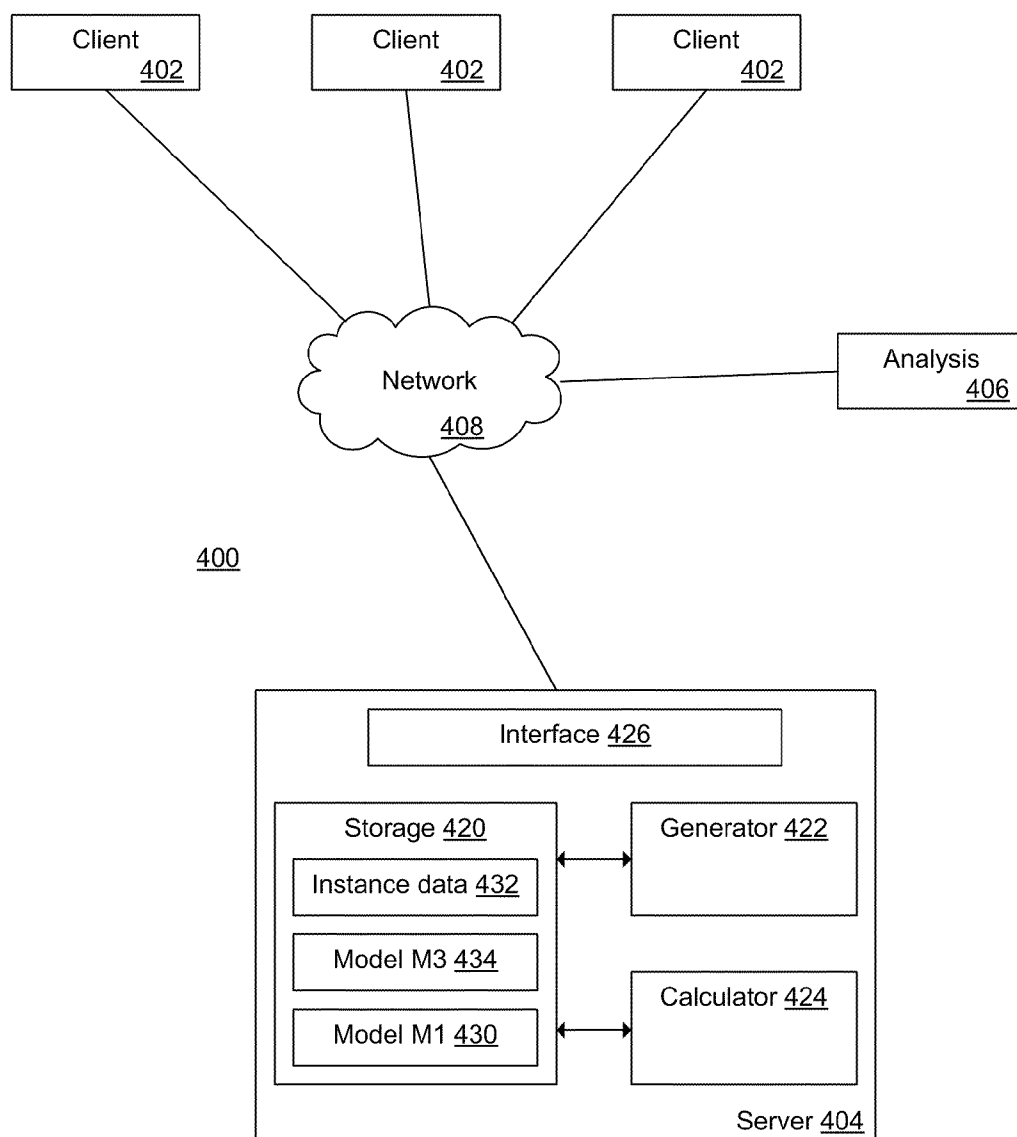 Client
402
Client
402
Client
402
Network
408
Analysis
406
400
Interface 426
Storage 420
Instance data 432
Model M3 434
Model M1 430
Generator 422
Calculator 424
Server 404